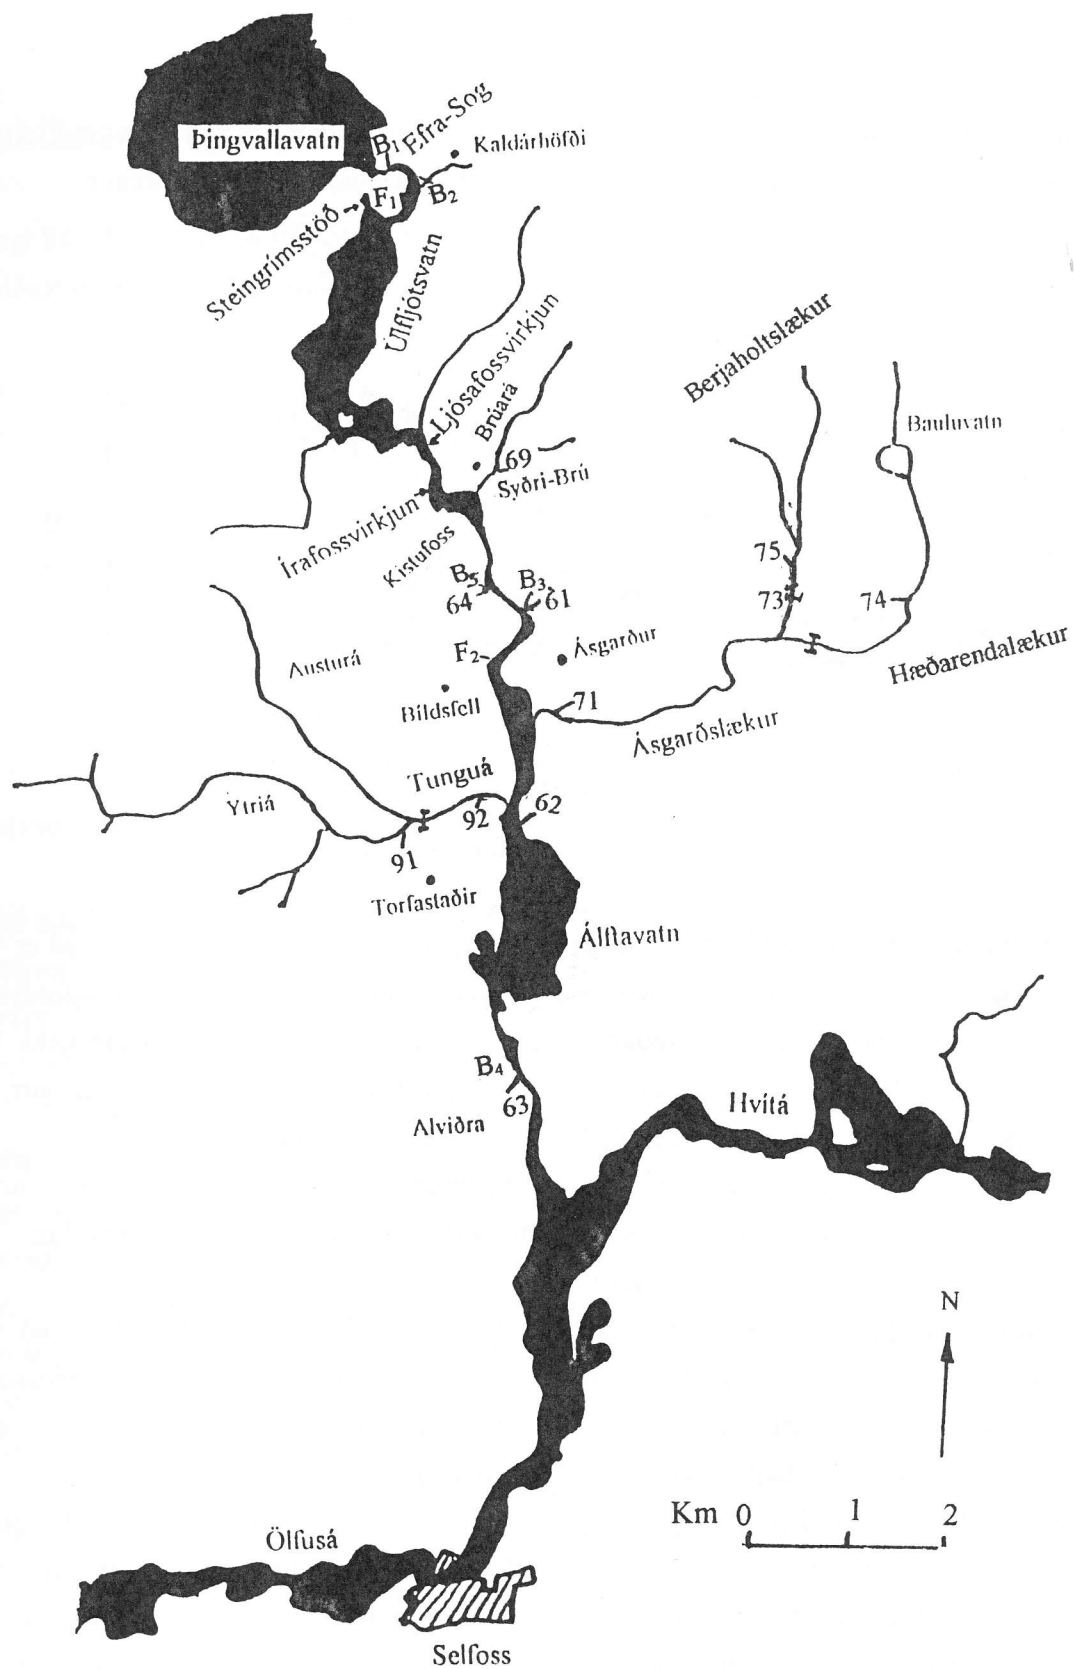 Þingvallavatn
B1
Efra-Sog
Kaldárhöfði
F1
B2
Steingrímsstöð
Úlfljótsvatn
Ljósafossvirkjun
Brúará
Berjaholtslækur
Bauluvatn
69
Syðri-Brú
Írafossvirkjun
Kistufoss
75
B5
B3
64
61
73
74
Ásgarður
F2
Austurá
Hæðarendalækur
Bíldsfell
71
Ásgarðslækur
Tunguá
Ytriá
92
62
91
Torfastaðir
Álftavatn
B4
63
Hvítá
Alviðra
N
Km 0 1 2
Ölfusá
Selfoss